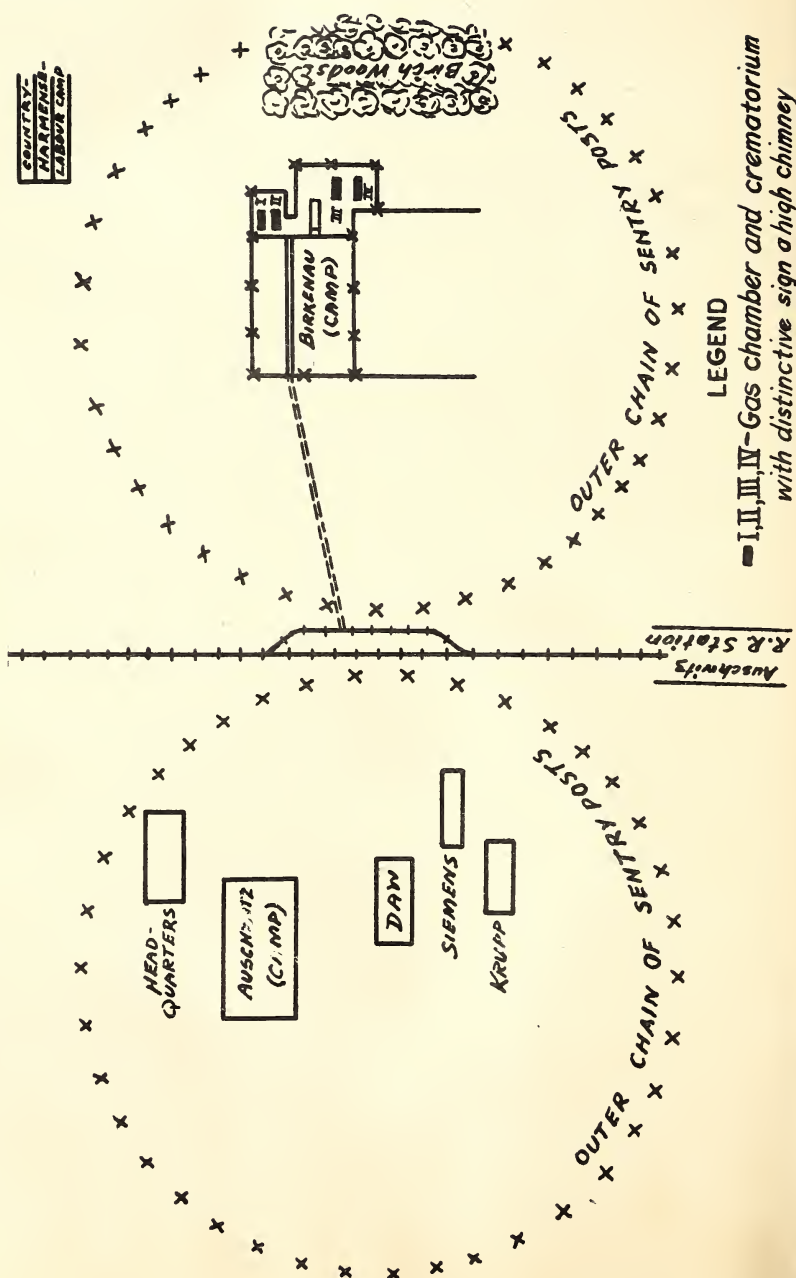 COUNTRY-
HARMENSE-
LABOUR CAMP
Birch Woods
I
II
III
IV
BIRKENAU
(CAMP)
OUTER CHAIN OF SENTRY POSTS
Auschwitz
R.R. Station
HEAD-
QUARTERS
AUSCHWITZ
(CAMP)
DAW
SIEMENS
KRUPP
OUTER CHAIN OF SENTRY POSTS
LEGEND
I, II, III, IV-Gas chamber and crematorium
with distinctive sign a high chimney